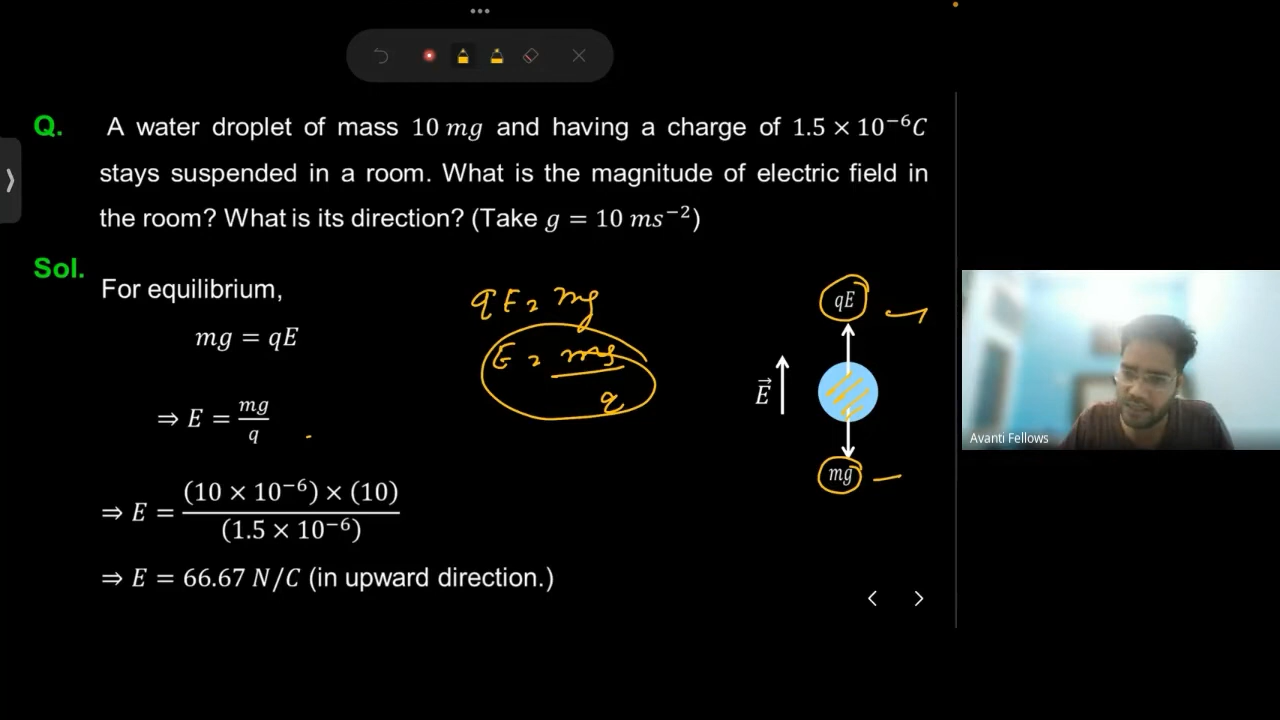 Q. A water droplet of mass 10 mg and having a charge of 1.5 × 10⁻⁶C
stays suspended in a room. What is the magnitude of electric field in
the room? What is its direction? (Take g = 10 ms⁻²)
Sol.
For equilibrium,
mg = qE
⇒ E = mg/q
⇒ E = (10 × 10⁻⁶) × (10)/(1.5 × 10⁻⁶)
⇒ E = 66.67 N/C (in upward direction.)
qE = mg
E = mg/q
qE
E⃗
mg
Avanti Fellows